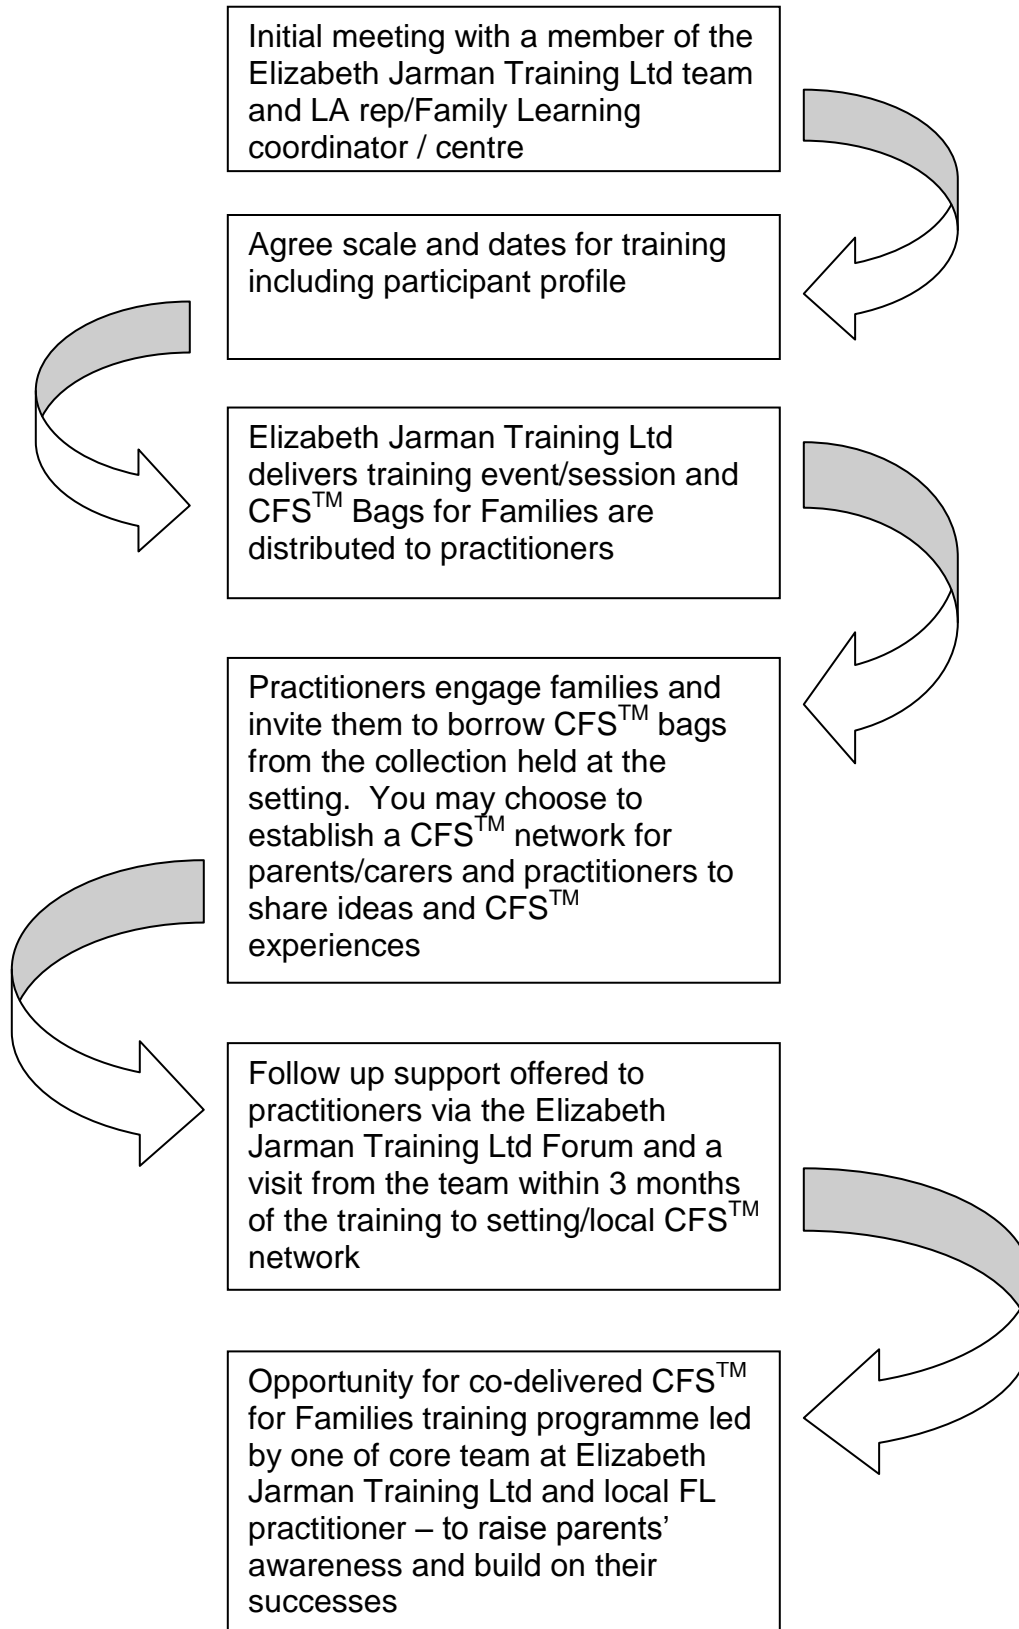 Initial meeting with a member of the
Elizabeth Jarman Training Ltd team
and LA rep/Family Learning
coordinator / centre
Agree scale and dates for training
including participant profile
Elizabeth Jarman Training Ltd
delivers training event/session and
CFS™ Bags for Families are
distributed to practitioners
Practitioners engage families and
invite them to borrow CFS™ bags
from the collection held at the
setting.  You may choose to
establish a CFS™ network for
parents/carers and practitioners to
share ideas and CFS™
experiences
Follow up support offered to
practitioners via the Elizabeth
Jarman Training Ltd Forum and a
visit from the team within 3 months
of the training to setting/local CFS™
network
Opportunity for co-delivered CFS™
for Families training programme led
by one of core team at Elizabeth
Jarman Training Ltd and local FL
practitioner – to raise parents’
awareness and build on their
successes